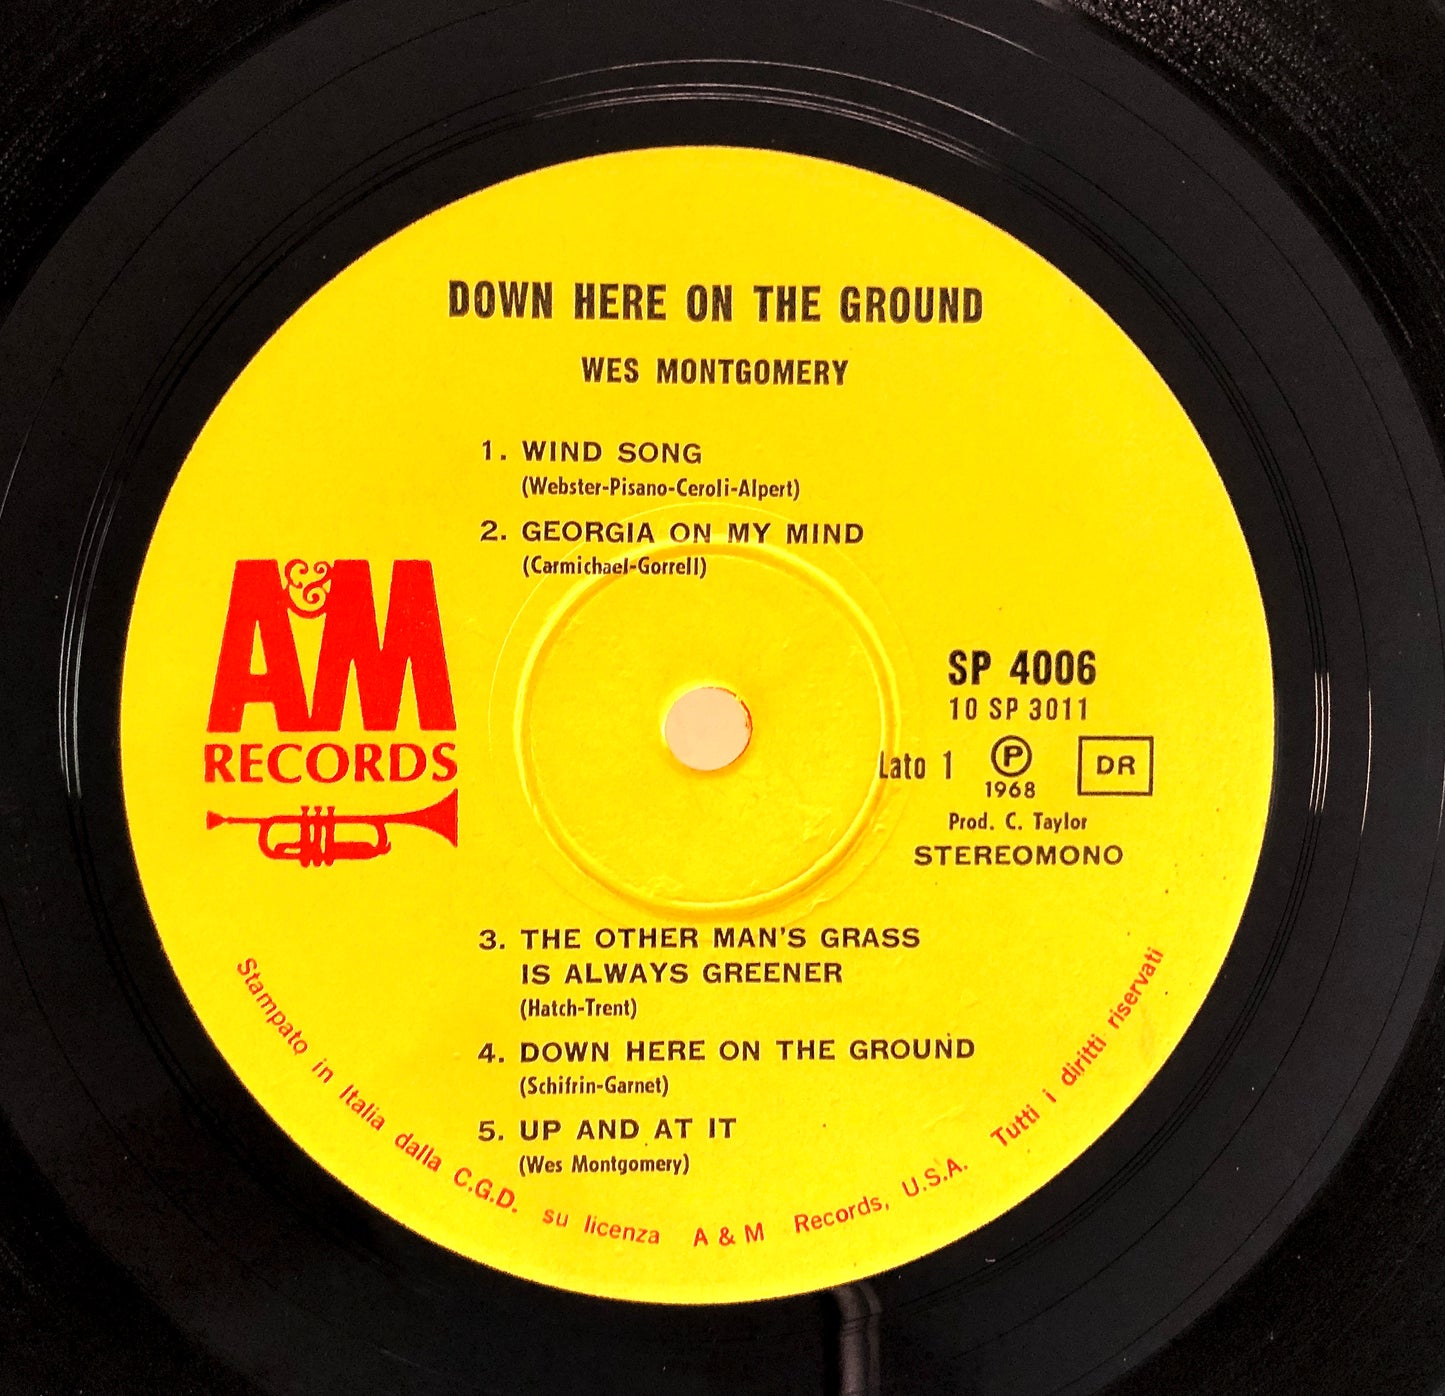 DOWN HERE ON THE GROUND
WES MONTGOMERY
1. WIND SONG
(Webster-Pisano-Ceroli-Alpert)
2. GEORGIA ON MY MIND
(Carmichael-Gorrell)
A&M
RECORDS
SP 4006
10 SP 3011
Lato 1 Ⓟ DR
1968
Prod. C. Taylor
STEREOMONO
3. THE OTHER MAN'S GRASS
IS ALWAYS GREENER
(Hatch-Trent)
4. DOWN HERE ON THE GROUND
(Schifrin-Garnet)
5. UP AND AT IT
(Wes Montgomery)
Stampato in Italia dalla C.G.D. su licenza A & M Records, U.S.A. Tutti i diritti riservati